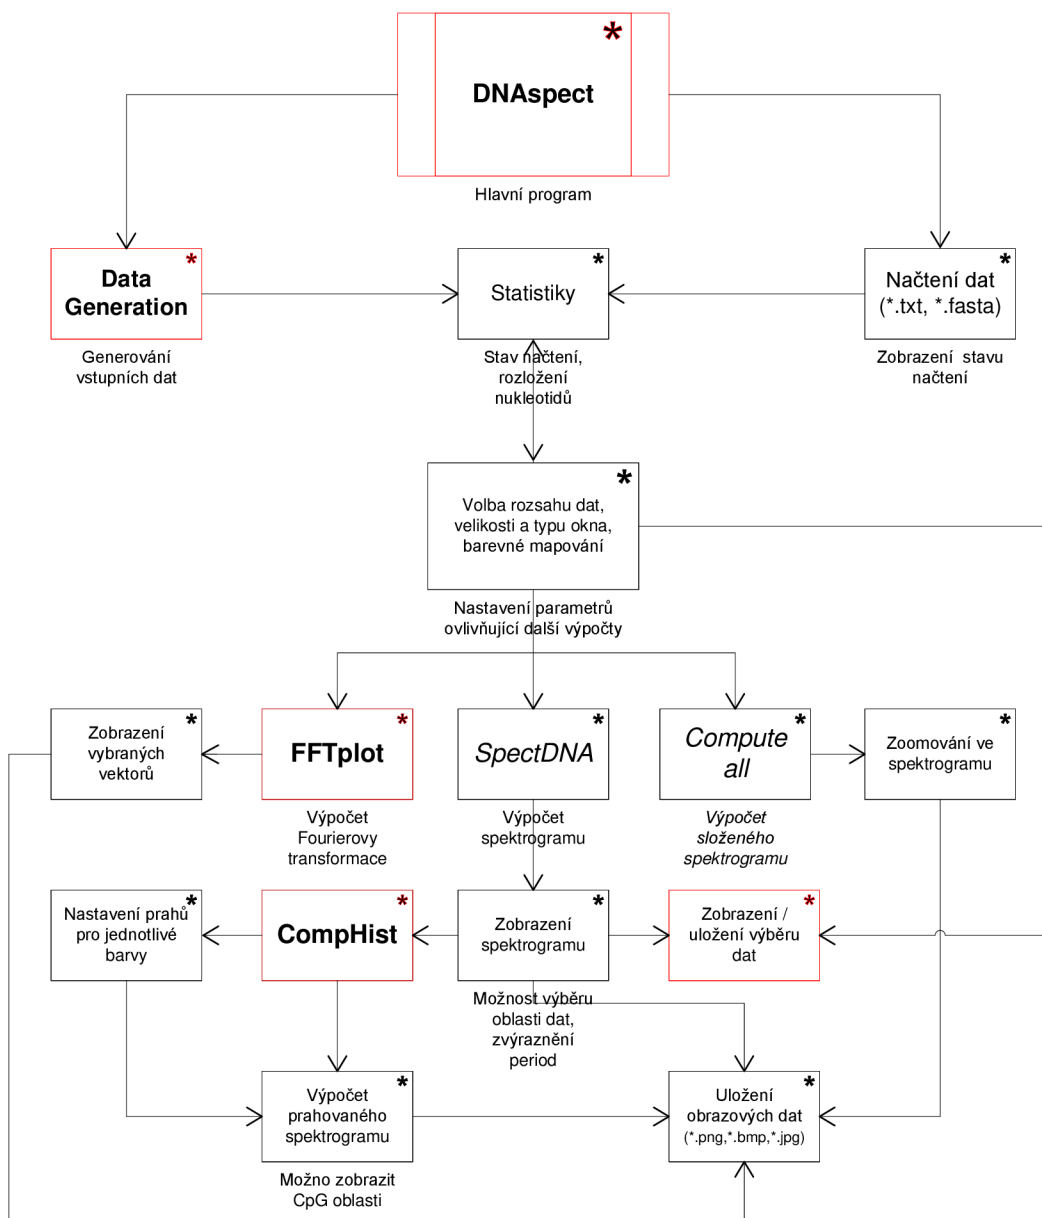 *
DNAspect
Hlavní program
*
Data
Generation
Generování
vstupních dat
*
Statistiky
Stav načtení,
rozložení
nukleotidů
*
Načtení dat
(*.txt, *.fasta)
Zobrazení stavu
načtení
*
Volba rozsahu dat,
velikosti a typu okna,
barevné mapování
Nastavení parametrů
ovlivňující další výpočty
*
Zobrazení
vybraných
vektorů
*
FFTplot
Výpočet
Fourierovy
transformace
*
SpectDNA
Výpočet
spektrogramu
*
Compute
all
Výpočet
složeného
spektrogramu
*
Zoomování ve
spektrogramu
*
Nastavení prahů
pro jednotlivé
barvy
*
CompHist
*
Zobrazení
spektrogramu
Možnost výběru
oblasti dat,
zvýraznění
period
*
Zobrazení /
uložení výběru
dat
*
Výpočet
prahovaného
spektrogramu
Možno zobrazit
CpG oblasti
*
Uložení
obrazových dat
(*.png,*.bmp,*.jpg)